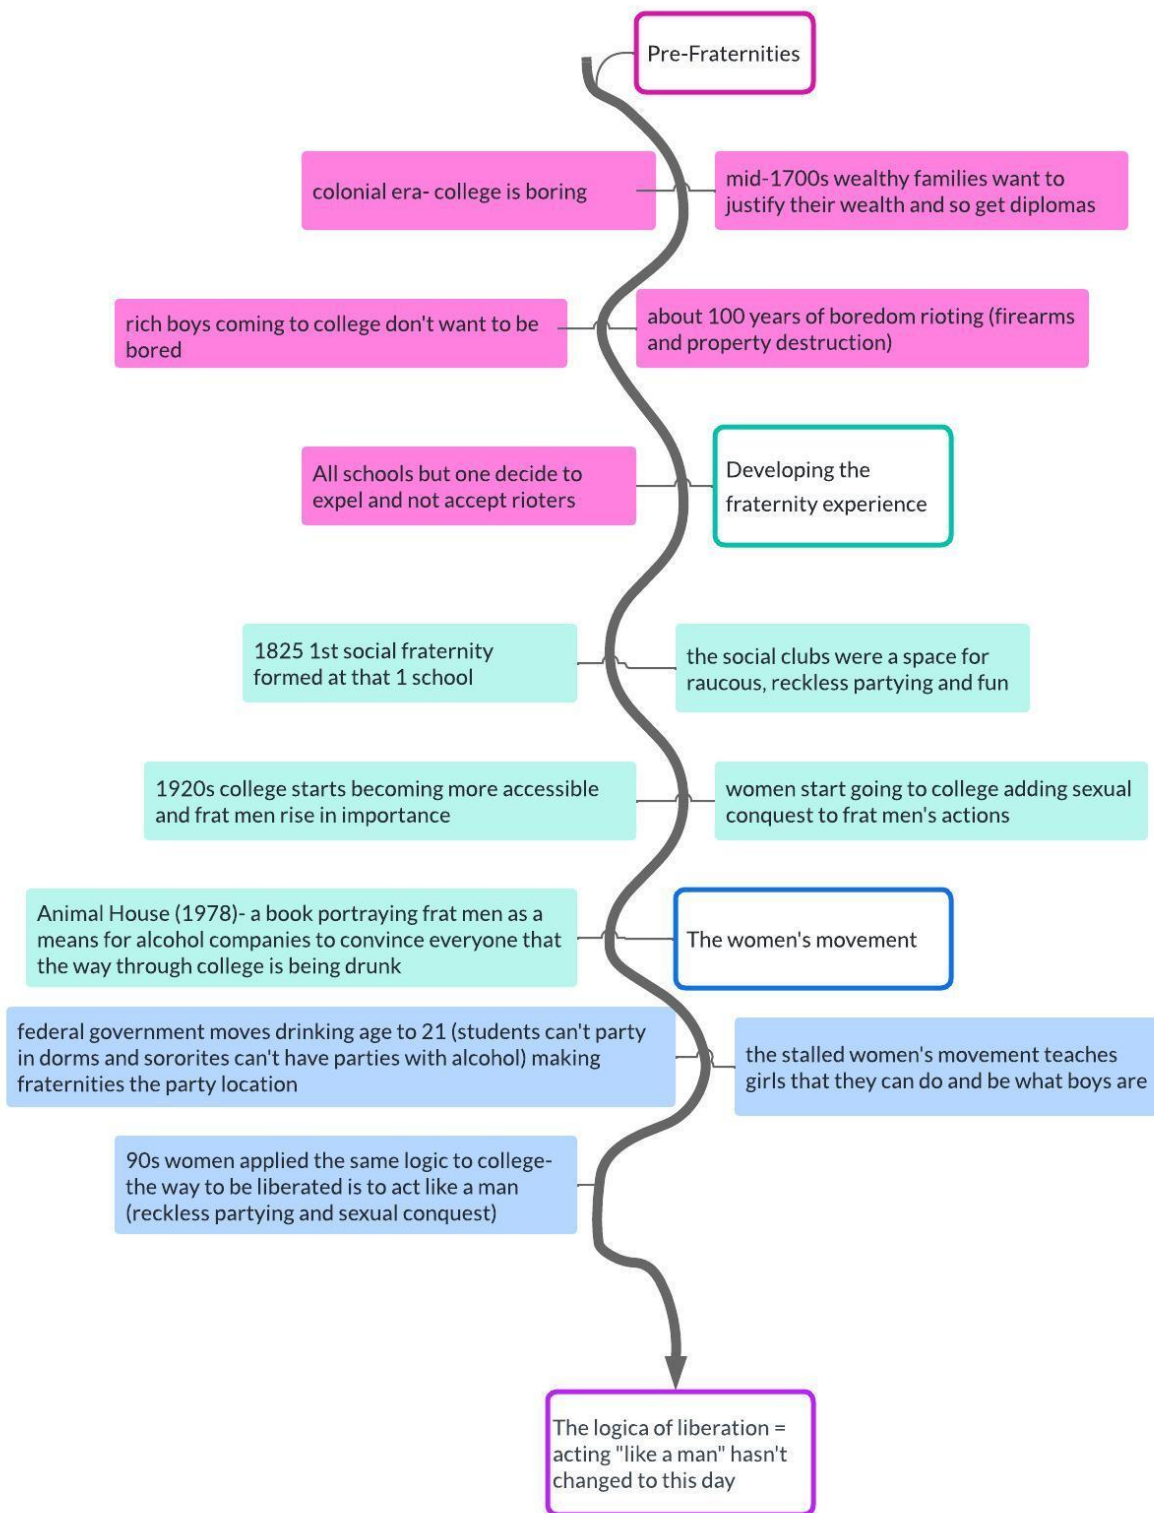 Pre-Fraternities
colonial era- college is boring
mid-1700s wealthy families want to
justify their wealth and so get diplomas
rich boys coming to college don't want to be
bored
about 100 years of boredom rioting (firearms
and property destruction)
All schools but one decide to
expel and not accept rioters
Developing the
fraternity experience
1825 1st social fraternity
formed at that 1 school
the social clubs were a space for
raucous, reckless partying and fun
1920s college starts becoming more accessible
and frat men rise in importance
women start going to college adding sexual
conquest to frat men's actions
Animal House (1978)- a book portraying frat men as a
means for alcohol companies to convince everyone that
the way through college is being drunk
The women's movement
federal government moves drinking age to 21 (students can't party
in dorms and sororites can't have parties with alcohol) making
fraternities the party location
the stalled women's movement teaches
girls that they can do and be what boys are
90s women applied the same logic to college-
the way to be liberated is to act like a man
(reckless partying and sexual conquest)
The logica of liberation =
acting "like a man" hasn't
changed to this day